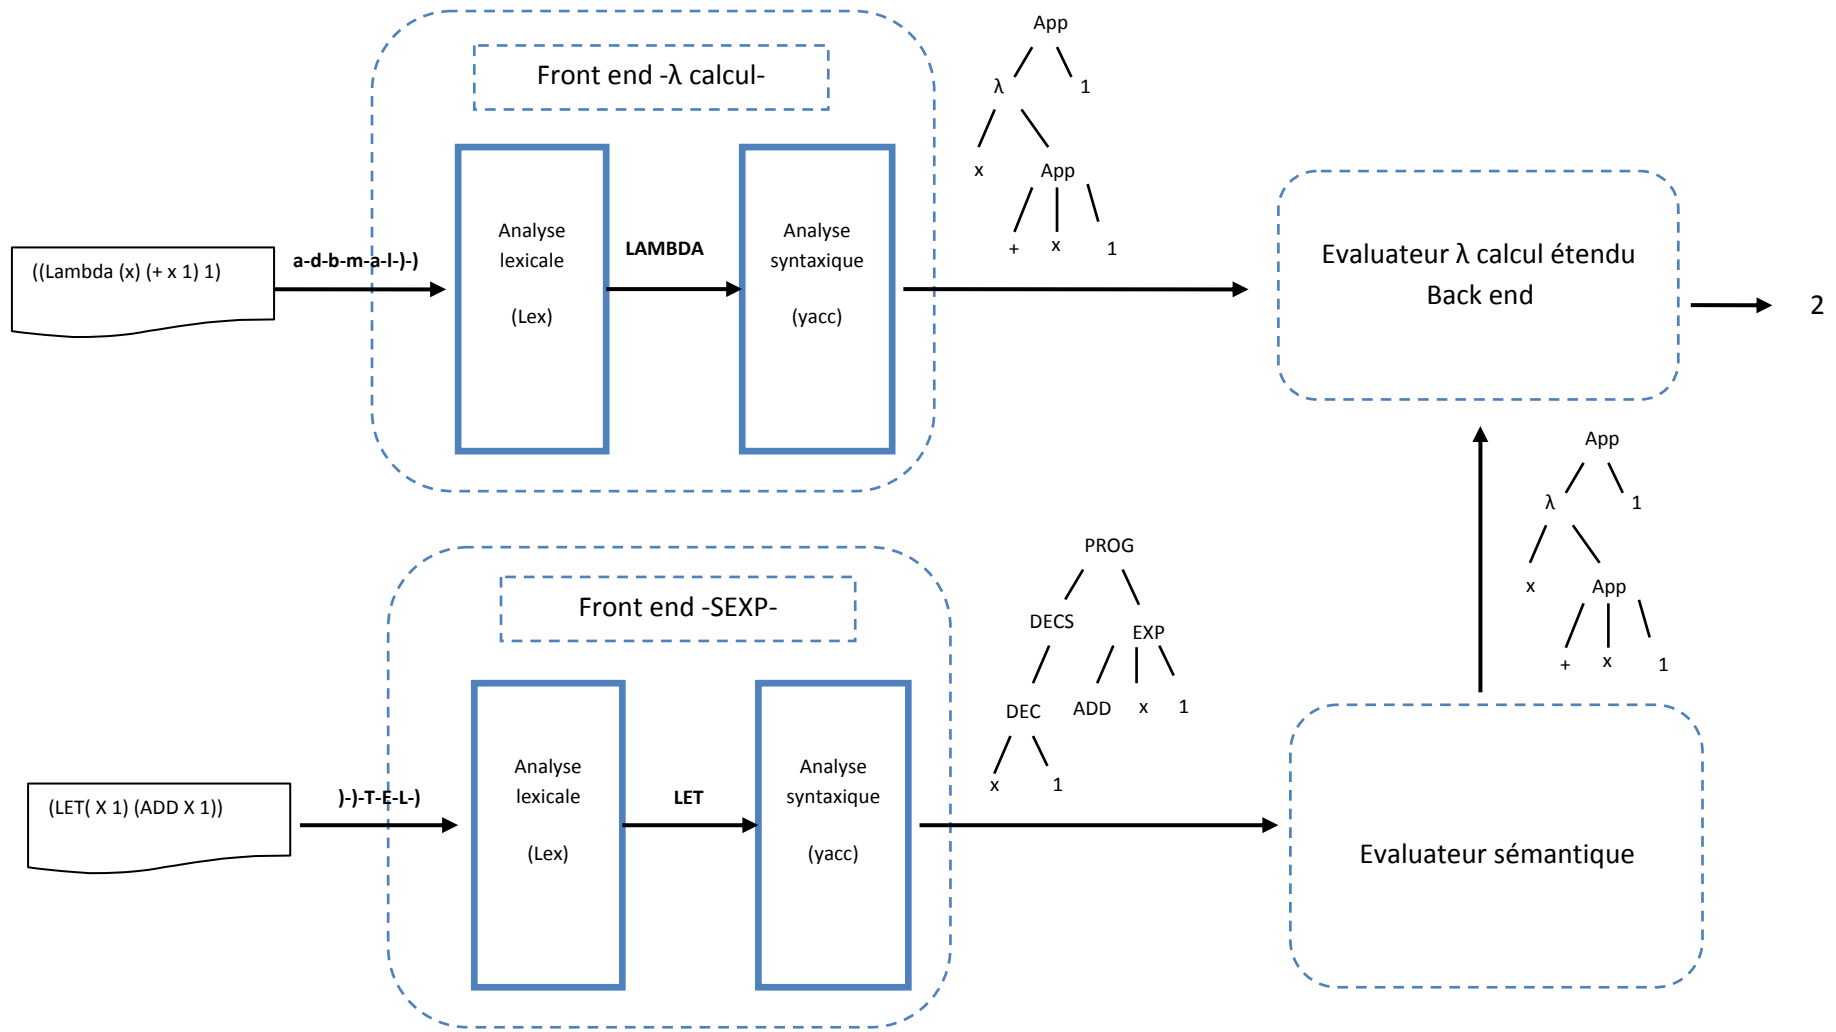 App
Front end -λ calcul-
λ 1
x App
+ x 1
((Lambda (x) (+ x 1) 1)
a-d-b-m-a-l-)-)
Analyse
lexicale
(Lex)
LAMBDA
Analyse
syntaxique
(yacc)
Evaluateur λ calcul étendu
Back end
2
App
λ 1
x App
+ x 1
Front end -SEXP-
PROG
DECS EXP
DEC ADD x 1
x 1
(LET( X 1) (ADD X 1))
)-)-T-E-L-)
Analyse
lexicale
(Lex)
LET
Analyse
syntaxique
(yacc)
Evaluateur sémantique